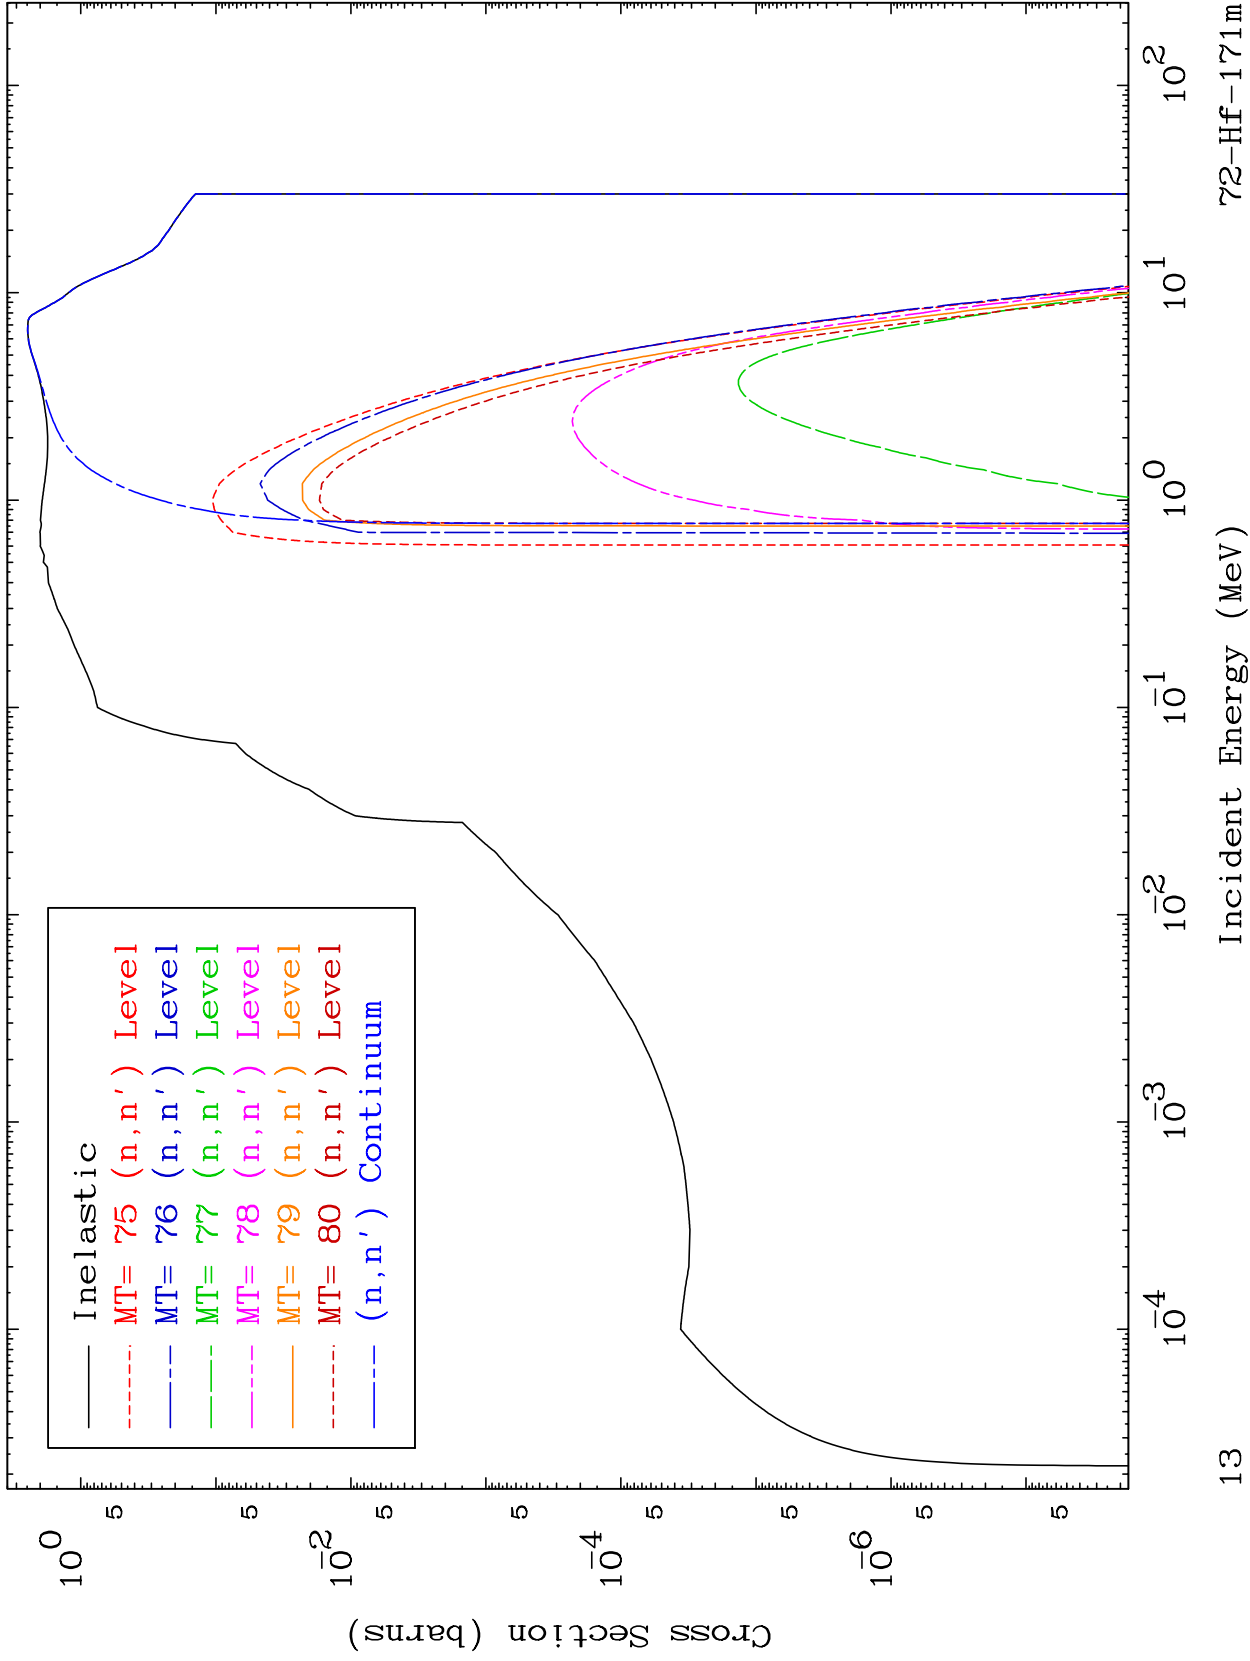 Inelastic
MT= 75 (n,n') Level
MT= 76 (n,n') Level
MT= 77 (n,n') Level
MT= 78 (n,n') Level
MT= 79 (n,n') Level
MT= 80 (n,n') Level
(n,n') Continuum
Cross Section (barns)
10^0
5
5
10^-2
5
5
10^-4
5
5
10^-6
5
5
10^-4
10^-3
10^-2
10^-1
10^0
10^1
10^2
Incident Energy (MeV)
13
72-Hf-171m